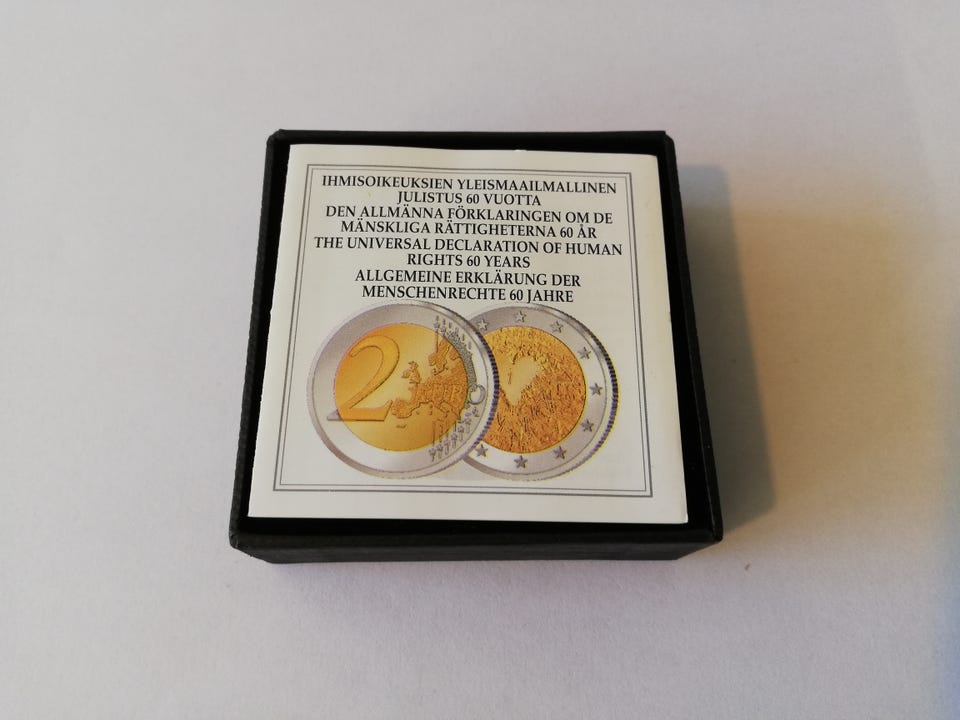 IHMISOIKEUKSIEN YLEISMAAILMALLINEN
JULISTUS 60 VUOTTA
DEN ALLMÄNNA FÖRKLARINGEN OM DE
MÄNSKLIGA RÄTTIGHETERNA 60 ÅR
THE UNIVERSAL DECLARATION OF HUMAN
RIGHTS 60 YEARS
ALLGEMEINE ERKLÄRUNG DER
MENSCHENRECHTE 60 JAHRE
2